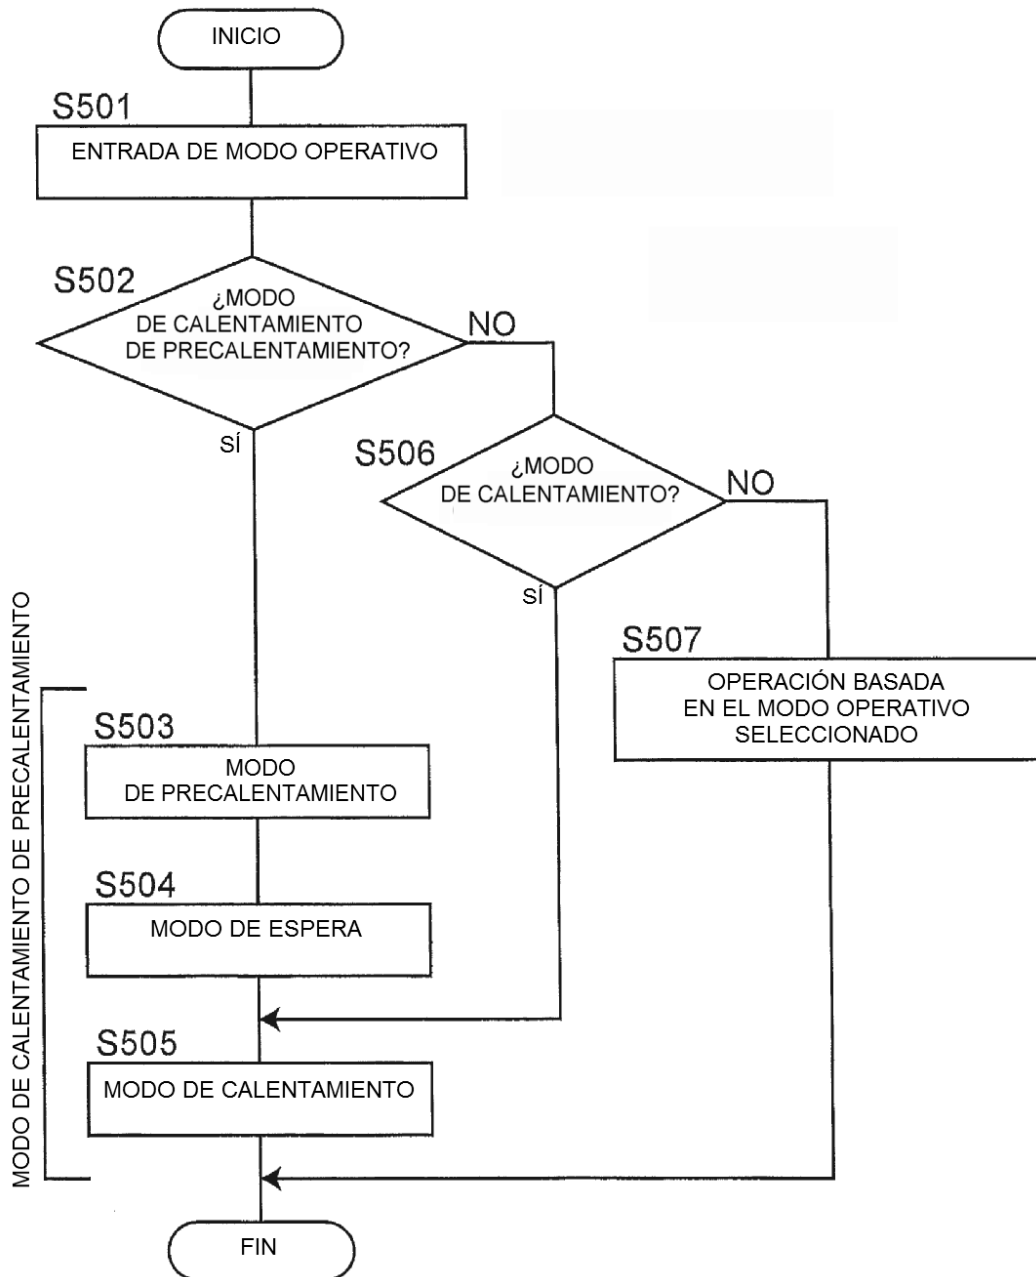 INICIO
S501
ENTRADA DE MODO OPERATIVO
S502
¿MODO
DE CALENTAMIENTO
DE PRECALENTAMIENTO?
NO
SÍ
S506
¿MODO
DE CALENTAMIENTO?
NO
SÍ
S507
OPERACIÓN BASADA
EN EL MODO OPERATIVO
SELECCIONADO
MODO DE CALENTAMIENTO DE PRECALENTAMIENTO
S503
MODO
DE PRECALENTAMIENTO
S504
MODO DE ESPERA
S505
MODO DE CALENTAMIENTO
FIN